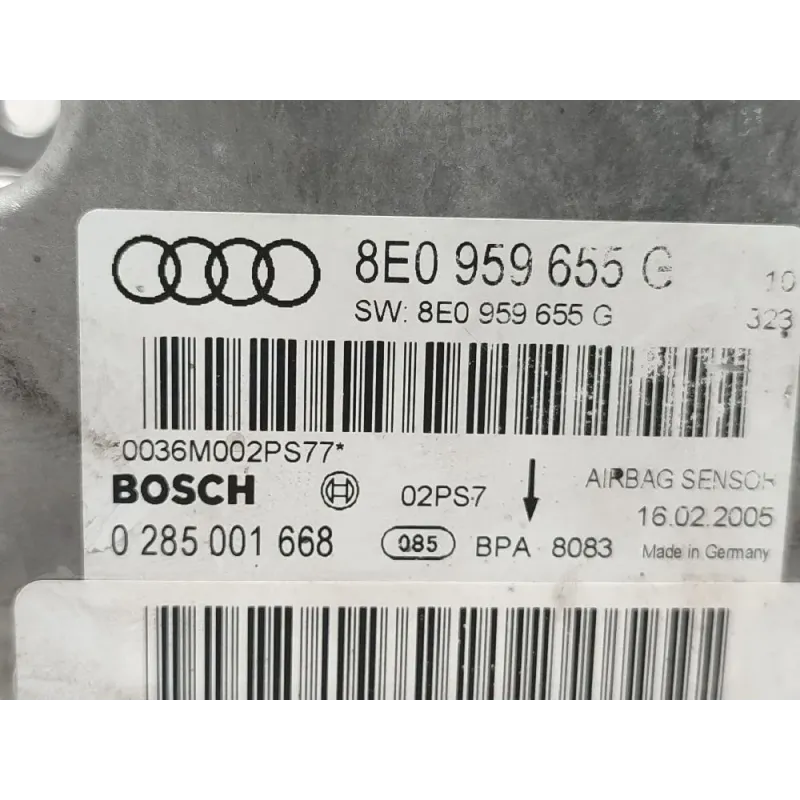 8E0 959 655 G 10
SW: 8E0 959 655 G 323
*0036M002PS77*
BOSCH 02PS7 AIRBAG SENSOR
16.02.2005
0 285 001 668 Q85 BPA 8083 Made in Germany